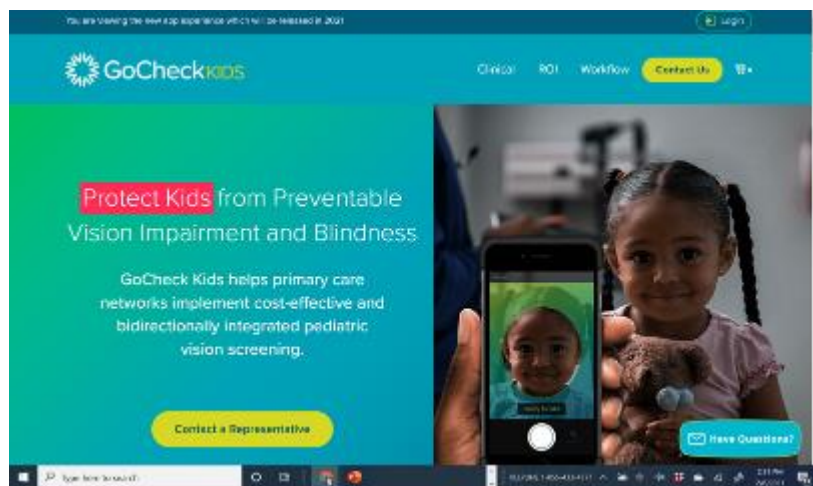 You are viewing the new app experience which will be released in 2021
Login
GoCheck KIDS
Clinical ROI Workflow Contact Us
Protect Kids from Preventable
Vision Impairment and Blindness
GoCheck Kids helps primary care
networks implement cost-effective and
bidirectionally integrated pediatric
vision screening.
Contact a Representative
Have Questions?
Type here to search